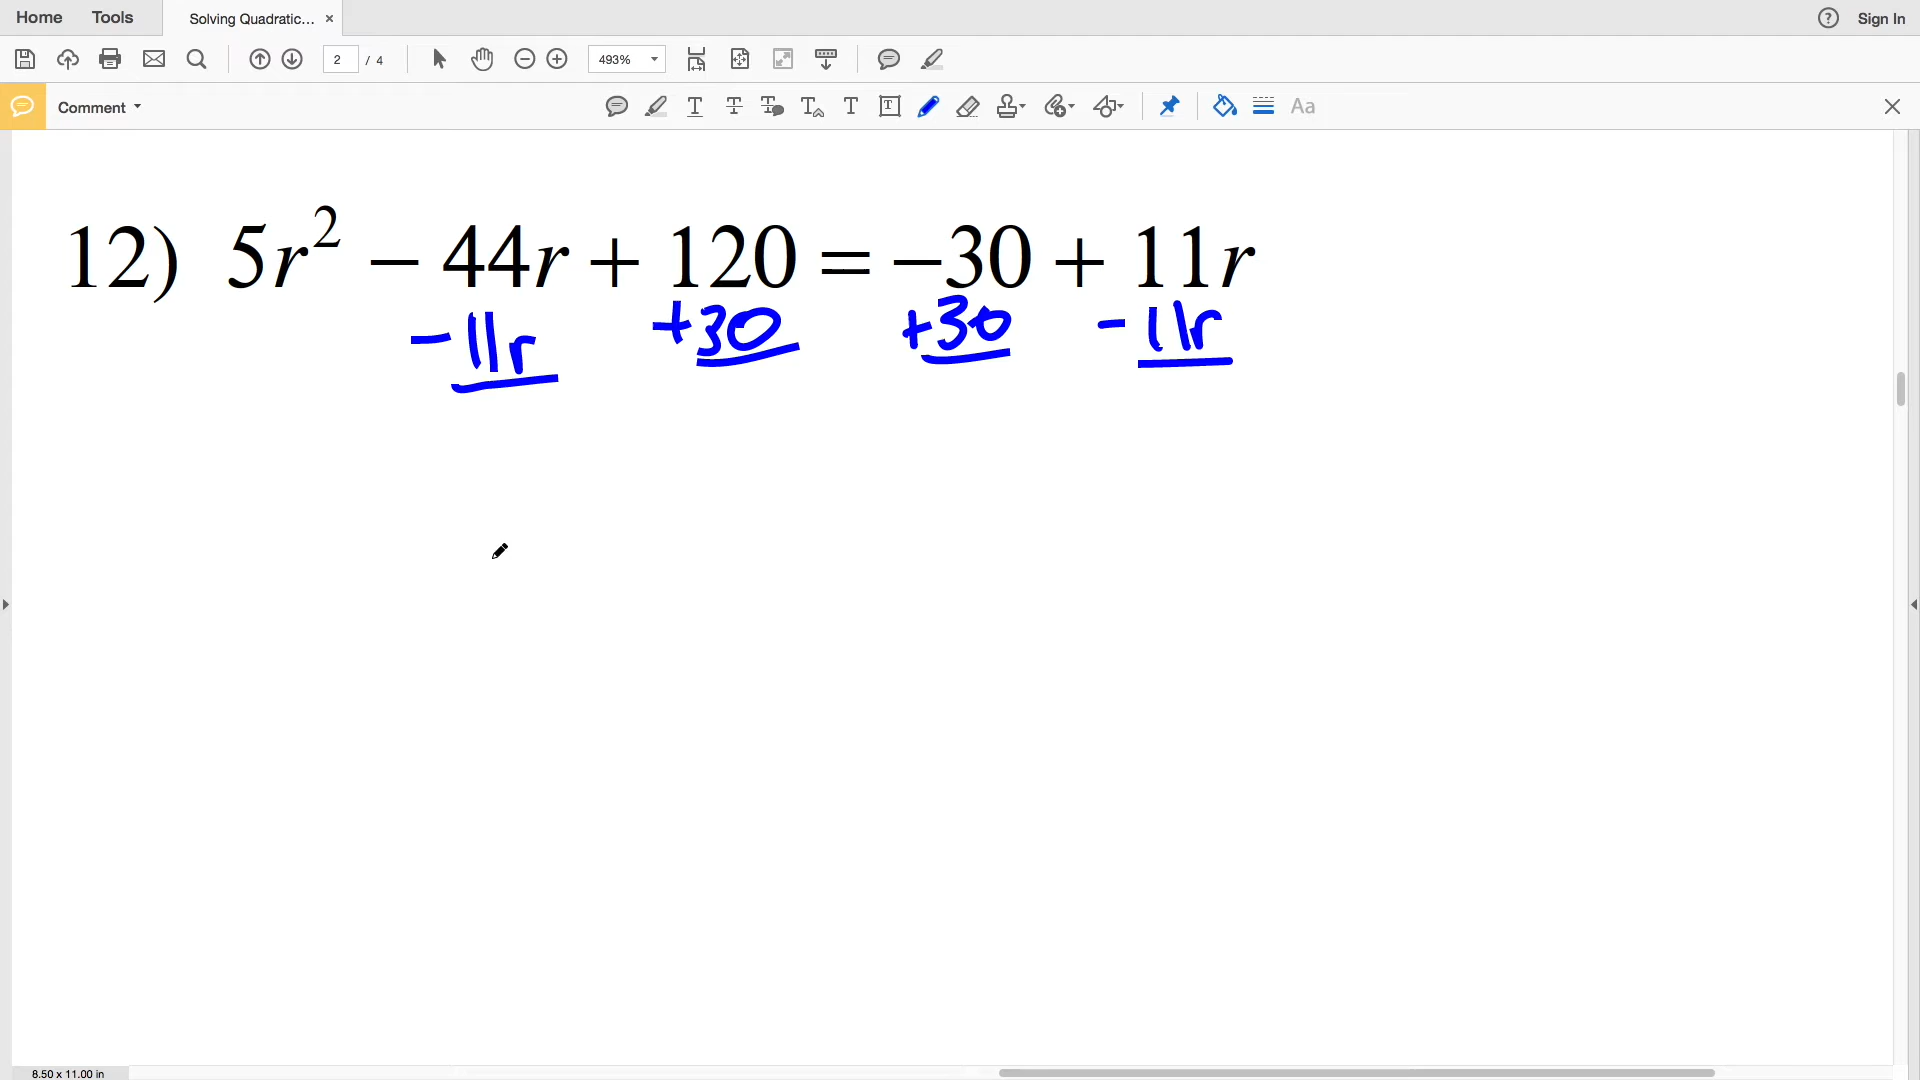 Home Tools Solving Quadratic... × ? Sign In
2 / 4 493%
Comment T T T T T T Aa
12) 5r² − 44r + 120 = −30 + 11r
-11r +30 +30 -11r
8.50 x 11.00 in